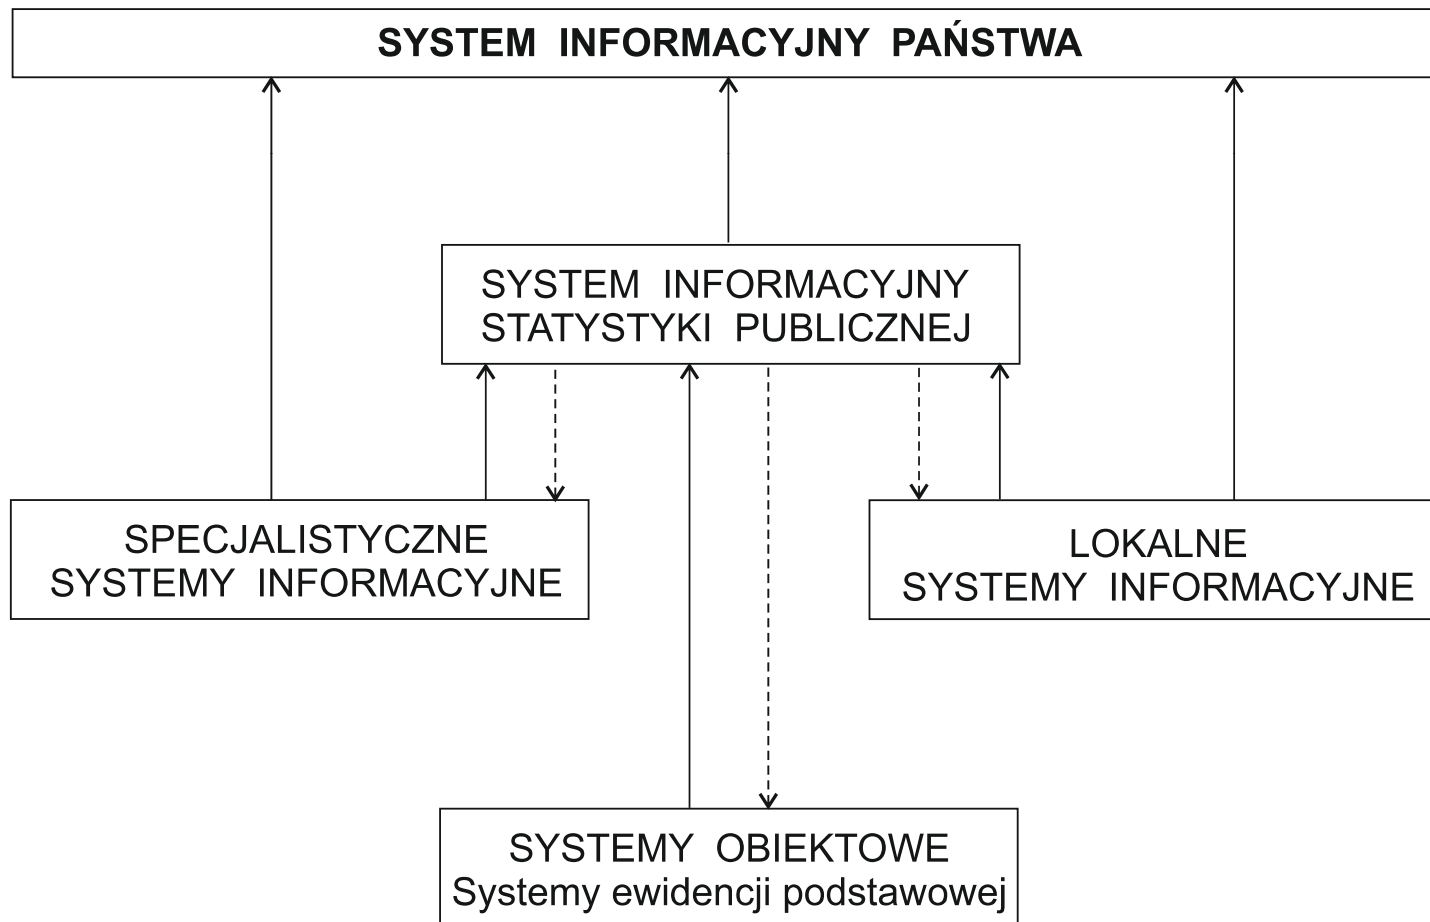 SYSTEM INFORMACYJNY PAŃSTWA
SYSTEM INFORMACYJNY
STATYSTYKI PUBLICZNEJ
SPECJALISTYCZNE
SYSTEMY INFORMACYJNE
LOKALNE
SYSTEMY INFORMACYJNE
SYSTEMY OBIEKTOWE
Systemy ewidencji podstawowej